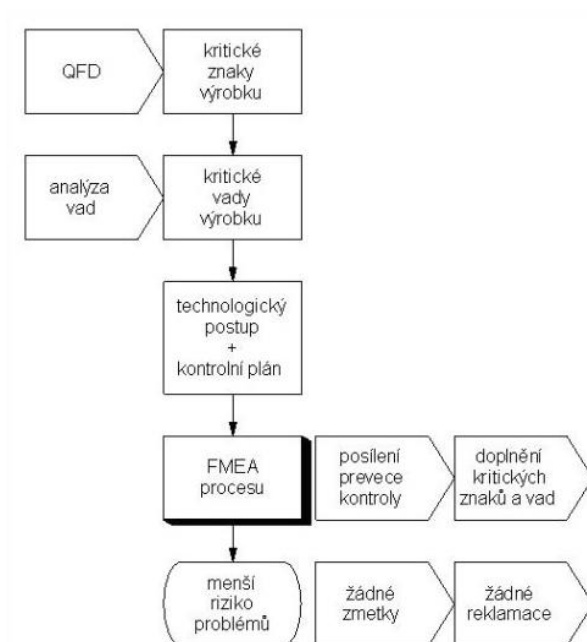 QFD
kritické
znaky
výrobku
analýza
vad
kritické
vady
výrobku
technologický
postup
+
kontrolní plán
FMEA
procesu
posílení
prevece
kontroly
doplnění
kritických
znaků a vad
menší
riziko
problémů
žádné
zmetky
žádné
reklamace